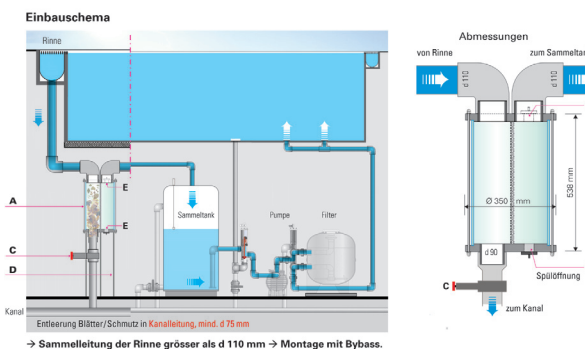 Einbauschema
Rinne
A
C
D
E
E
Sammeltank
Pumpe
Filter
Kanal
Entleerung Blätter/Schmutz in Kanalleitung, mind. d 75 mm
→ Sammelleitung der Rinne grösser als d 110 mm → Montage mit Bybass.
Abmessungen
von Rinne
zum Sammeltan
d 110
d 110
538 mm
Ø 350 mm
d 90
Spülöffnung
C
zum Kanal